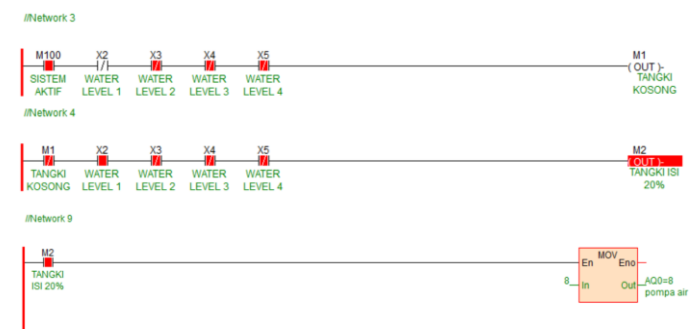 //Network 3
M100 X2 X3 X4 X5 M1
( OUT )-
SISTEM AKTIF WATER LEVEL 1 WATER LEVEL 2 WATER LEVEL 3 WATER LEVEL 4 TANGKI KOSONG
//Network 4
M1 X2 X3 X4 X5 M2
( OUT )-
TANGKI KOSONG WATER LEVEL 1 WATER LEVEL 2 WATER LEVEL 3 WATER LEVEL 4 TANGKI ISI 20%
//Network 9
M2 MOV
En Eno
TANGKI ISI 20%
8 In Out AQ0=8
pompa air